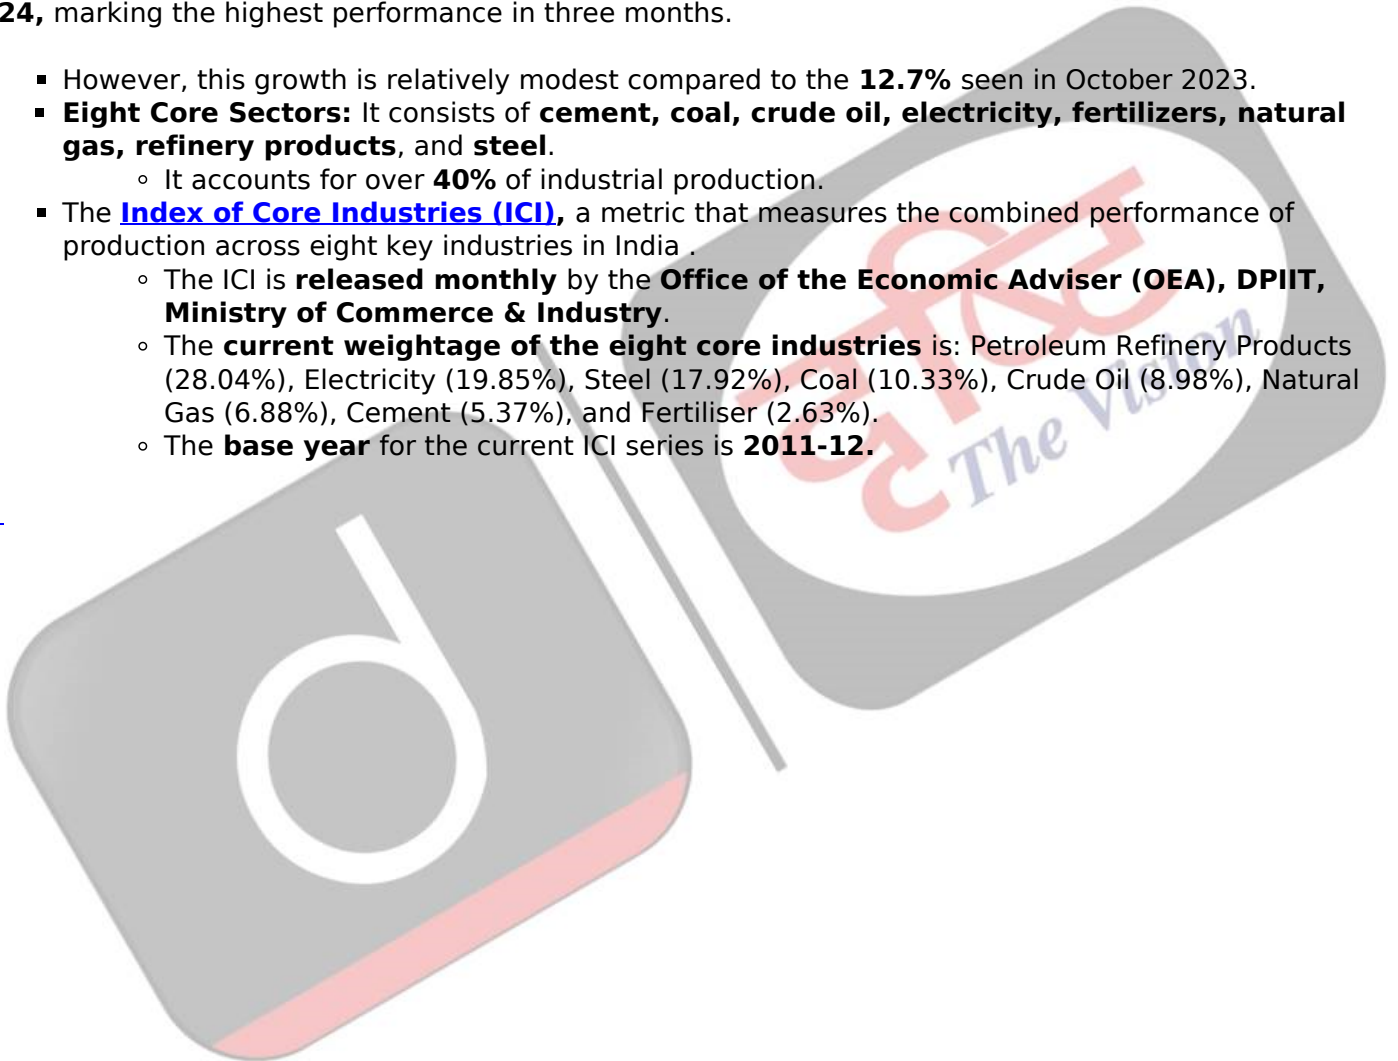 24, marking the highest performance in three months.
However, this growth is relatively modest compared to the 12.7% seen in October 2023.
Eight Core Sectors: It consists of cement, coal, crude oil, electricity, fertilizers, natural
gas, refinery products, and steel.
It accounts for over 40% of industrial production.
The Index of Core Industries (ICI), a metric that measures the combined performance of
production across eight key industries in India .
The ICI is released monthly by the Office of the Economic Adviser (OEA), DPIIT,
Ministry of Commerce & Industry.
The current weightage of the eight core industries is: Petroleum Refinery Products
(28.04%), Electricity (19.85%), Steel (17.92%), Coal (10.33%), Crude Oil (8.98%), Natural
Gas (6.88%), Cement (5.37%), and Fertiliser (2.63%).
The base year for the current ICI series is 2011-12.
दृष्टि
The Vision
d